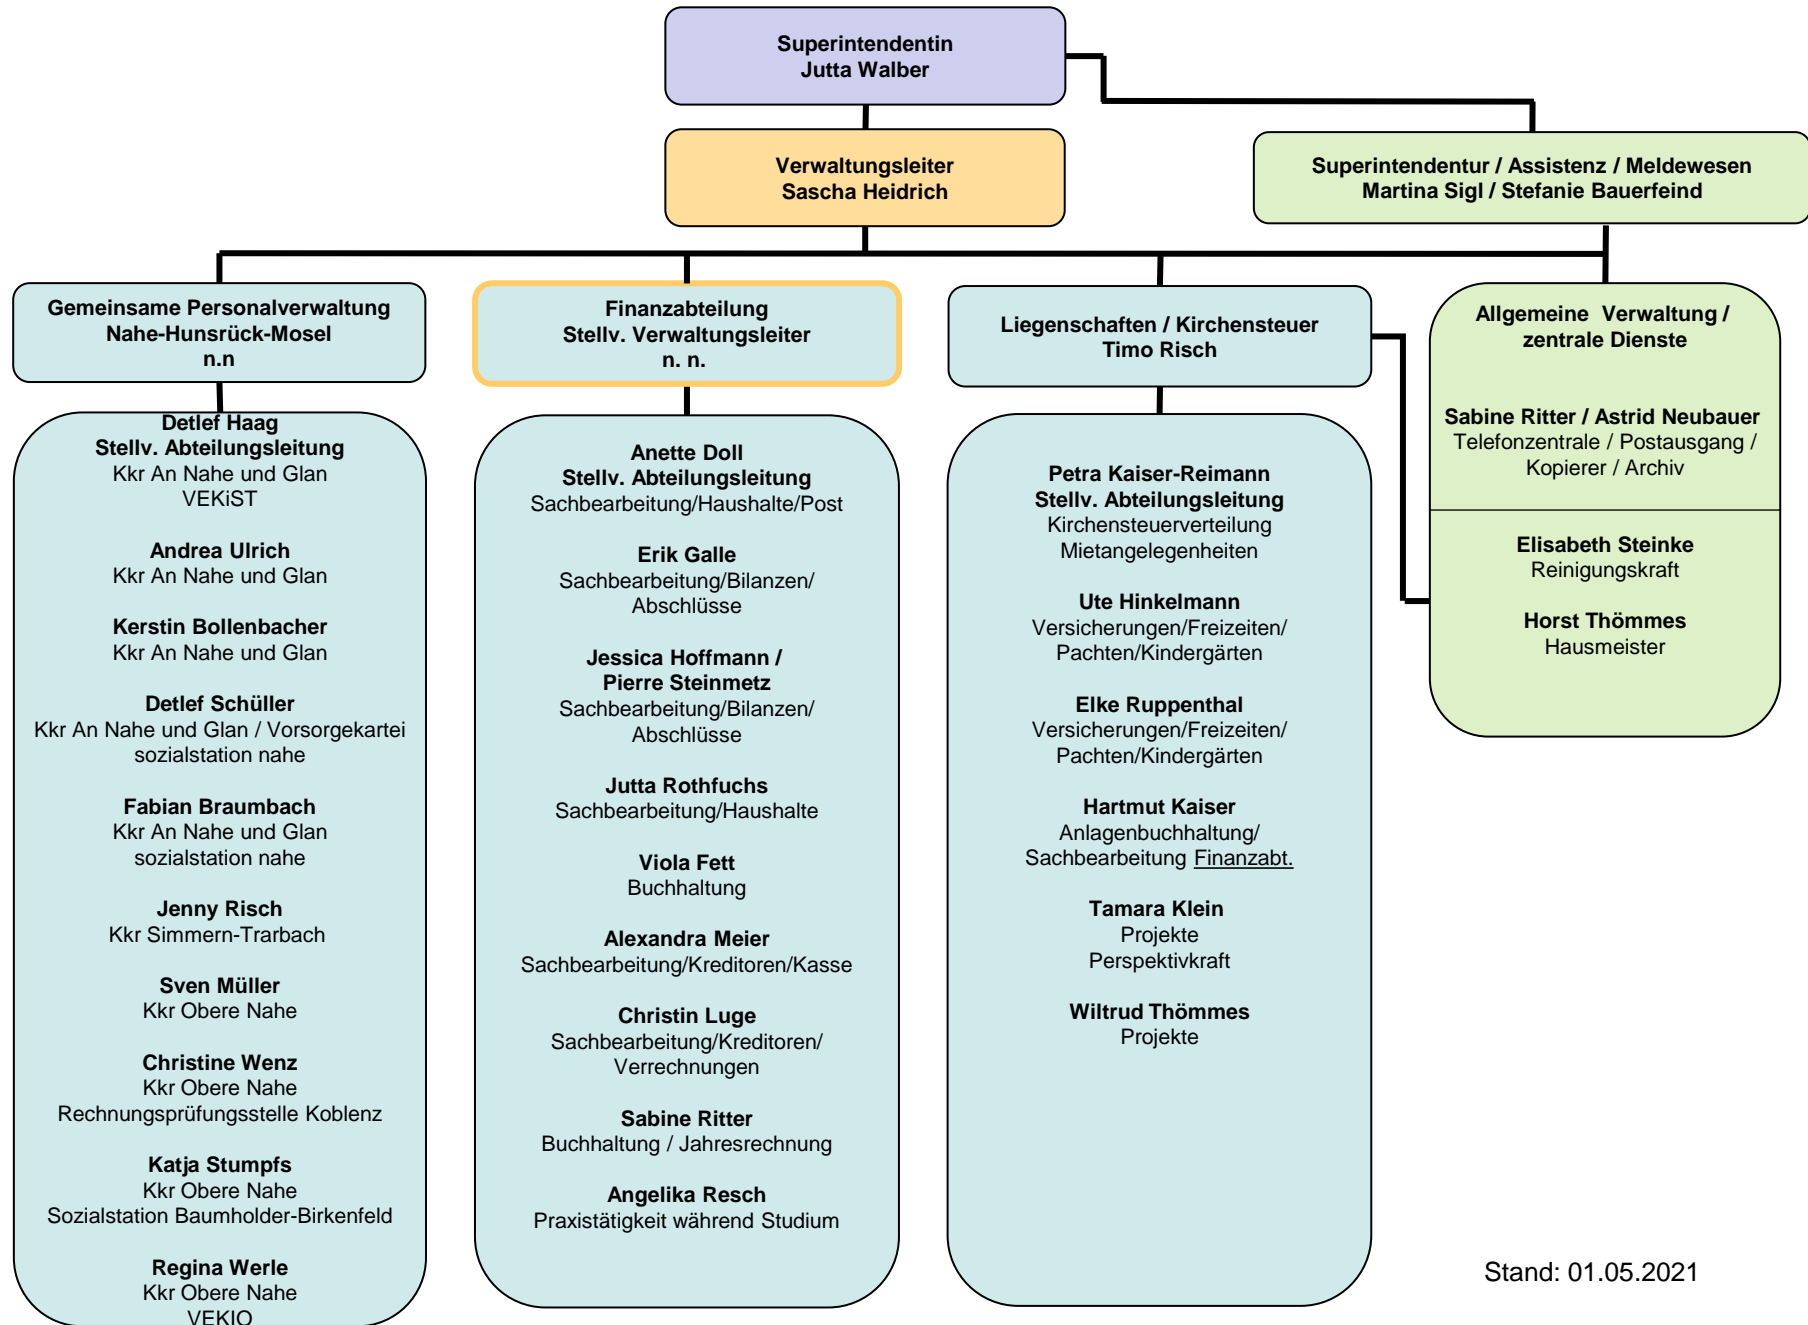 Superintendentin
Jutta Walber
Verwaltungsleiter
Sascha Heidrich
Superintendentur / Assistenz / Meldewesen
Martina Sigl / Stefanie Bauerfeind
Gemeinsame Personalverwaltung
Nahe-Hunsrück-Mosel
n.n
Finanzabteilung
Stellv. Verwaltungsleiter
n. n.
Liegenschaften / Kirchensteuer
Timo Risch
Allgemeine Verwaltung /
zentrale Dienste
Sabine Ritter / Astrid Neubauer
Telefonzentrale / Postausgang /
Kopierer / Archiv
Elisabeth Steinke
Reinigungskraft
Horst Thömmes
Hausmeister
Detlef Haag
Stellv. Abteilungsleitung
Kkr An Nahe und Glan
VEKiST
Andrea Ulrich
Kkr An Nahe und Glan
Kerstin Bollenbacher
Kkr An Nahe und Glan
Detlef Schüller
Kkr An Nahe und Glan / Vorsorgekartei
sozialstation nahe
Fabian Braumbach
Kkr An Nahe und Glan
sozialstation nahe
Jenny Risch
Kkr Simmern-Trarbach
Sven Müller
Kkr Obere Nahe
Christine Wenz
Kkr Obere Nahe
Rechnungsprüfungsstelle Koblenz
Katja Stumpfs
Kkr Obere Nahe
Sozialstation Baumholder-Birkenfeld
Regina Werle
Kkr Obere Nahe
VEKIO
Anette Doll
Stellv. Abteilungsleitung
Sachbearbeitung/Haushalte/Post
Erik Galle
Sachbearbeitung/Bilanzen/
Abschlüsse
Jessica Hoffmann /
Pierre Steinmetz
Sachbearbeitung/Bilanzen/
Abschlüsse
Jutta Rothfuchs
Sachbearbeitung/Haushalte
Viola Fett
Buchhaltung
Alexandra Meier
Sachbearbeitung/Kreditoren/Kasse
Christin Luge
Sachbearbeitung/Kreditoren/
Verrechnungen
Sabine Ritter
Buchhaltung / Jahresrechnung
Angelika Resch
Praxistätigkeit während Studium
Petra Kaiser-Reimann
Stellv. Abteilungsleitung
Kirchensteuerverteilung
Mietangelegenheiten
Ute Hinkelmann
Versicherungen/Freizeiten/
Pachten/Kindergärten
Elke Ruppenthal
Versicherungen/Freizeiten/
Pachten/Kindergärten
Hartmut Kaiser
Anlagenbuchhaltung/
Sachbearbeitung Finanzabt.
Tamara Klein
Projekte
Perspektivkraft
Wiltrud Thömmes
Projekte
Stand: 01.05.2021